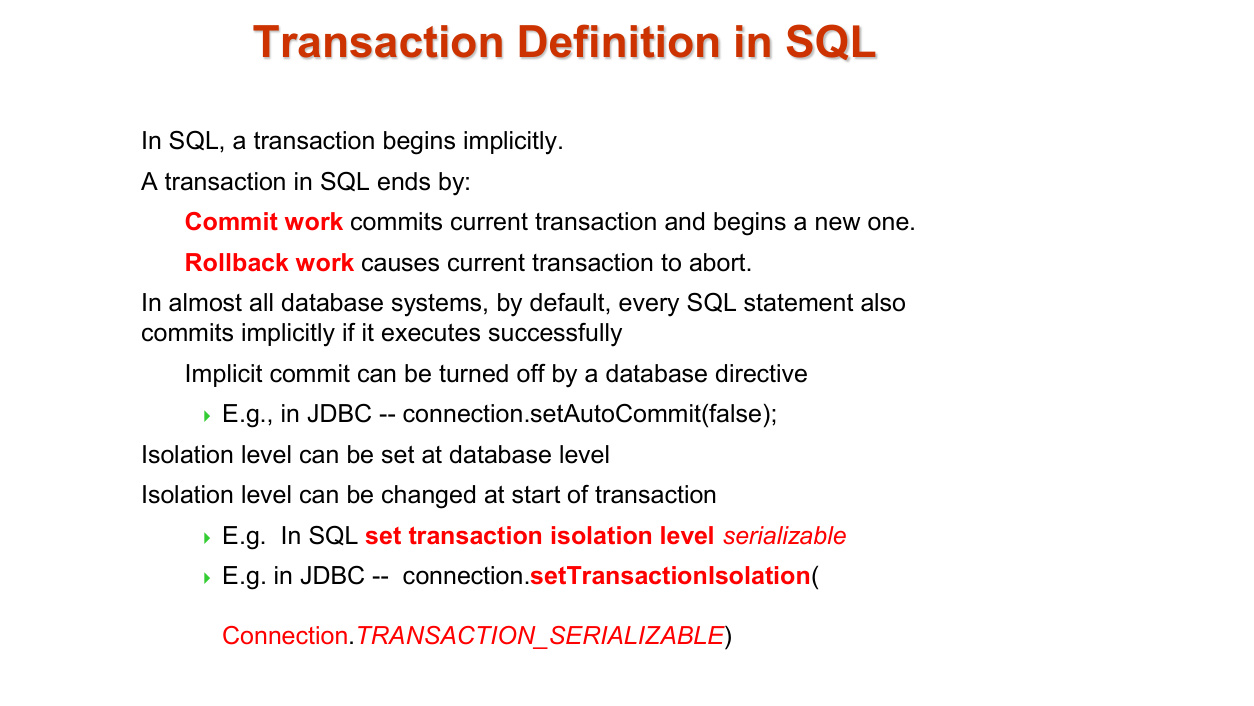 Transaction Definition in SQL
In SQL, a transaction begins implicitly.
A transaction in SQL ends by:
Commit work commits current transaction and begins a new one.
Rollback work causes current transaction to abort.
In almost all database systems, by default, every SQL statement also
commits implicitly if it executes successfully
Implicit commit can be turned off by a database directive
E.g., in JDBC -- connection.setAutoCommit(false);
Isolation level can be set at database level
Isolation level can be changed at start of transaction
E.g.  In SQL set transaction isolation level serializable
E.g. in JDBC --  connection.setTransactionIsolation(
Connection.TRANSACTION_SERIALIZABLE)